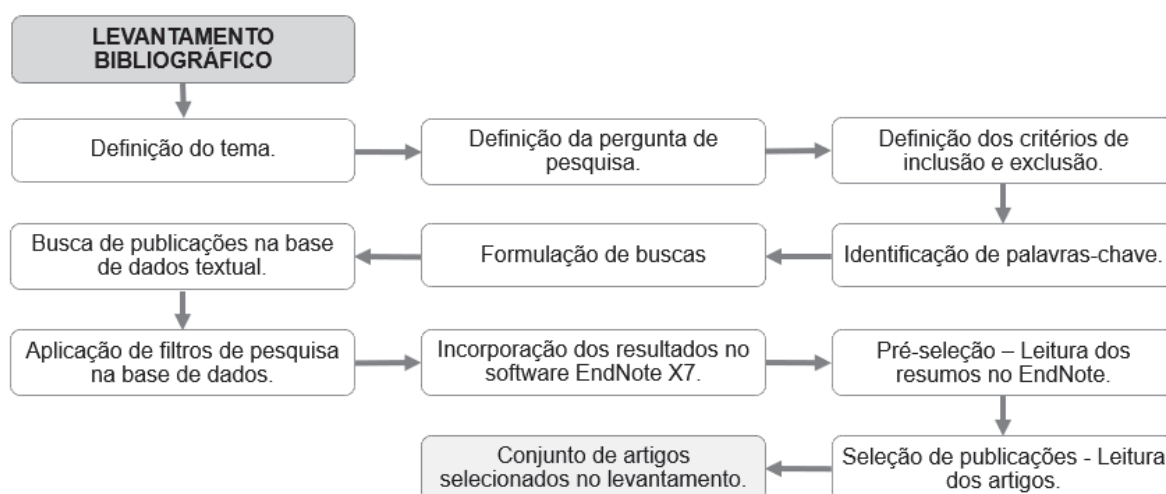 LEVANTAMENTO
BIBLIOGRÁFICO
Definição do tema.
Definição da pergunta de
pesquisa.
Definição dos critérios de
inclusão e exclusão.
Identificação de palavras-chave.
Formulação de buscas
Busca de publicações na base
de dados textual.
Aplicação de filtros de pesquisa
na base de dados.
Incorporação dos resultados no
software EndNote X7.
Pré-seleção – Leitura dos
resumos no EndNote.
Seleção de publicações - Leitura
dos artigos.
Conjunto de artigos
selecionados no levantamento.